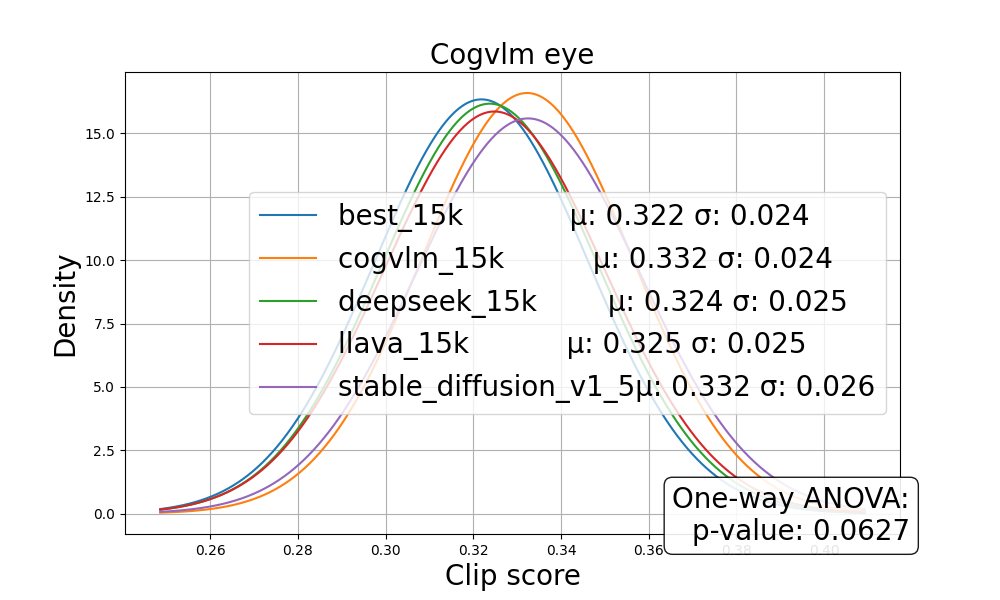 Cogvlm eye
Density
15.0
12.5
10.0
7.5
5.0
2.5
0.0
best_15k μ: 0.322 σ: 0.024
cogvlm_15k μ: 0.332 σ: 0.024
deepseek_15k μ: 0.324 σ: 0.025
llava_15k μ: 0.325 σ: 0.025
stable_diffusion_v1_5μ: 0.332 σ: 0.026
One-way ANOVA:
p-value: 0.0627
0.26 0.28 0.30 0.32 0.34 0.36 0.38 0.40
Clip score